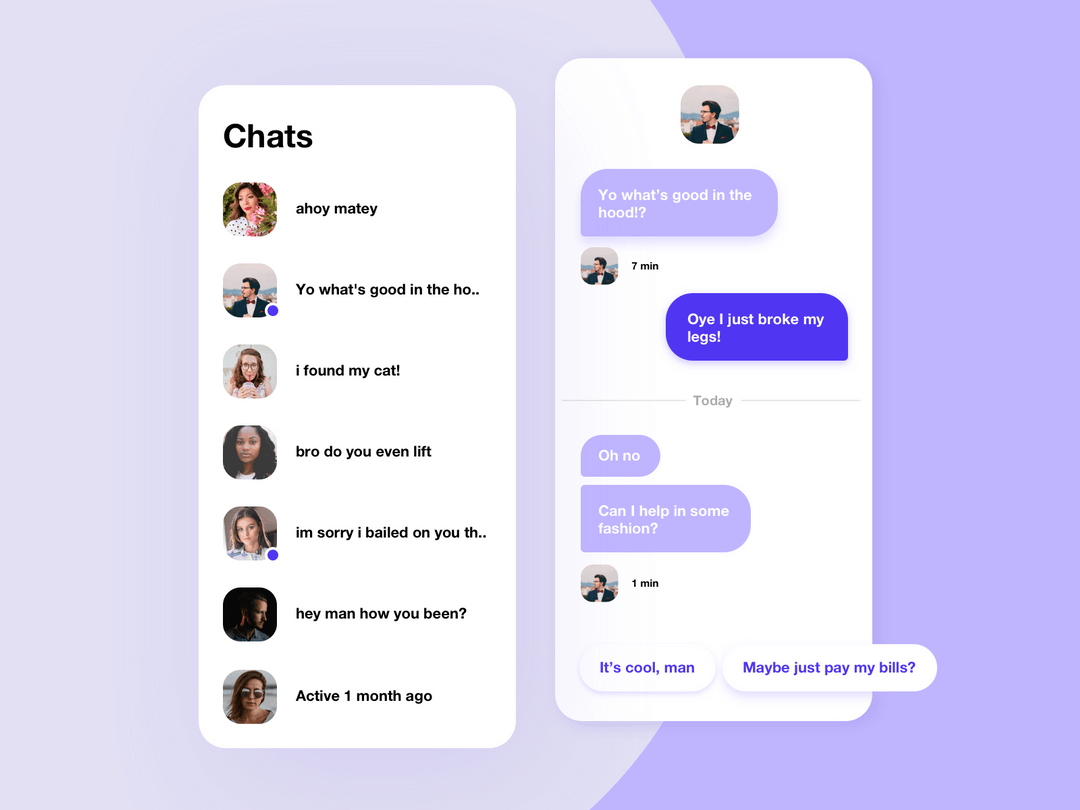 Chats
ahoy matey
Yo what's good in the ho..
i found my cat!
bro do you even lift
im sorry i bailed on you th..
hey man how you been?
Active 1 month ago
Yo what's good in the
hood!?
7 min
Oye I just broke my
legs!
Today
Oh no
Can I help in some
fashion?
1 min
It's cool, man
Maybe just pay my bills?